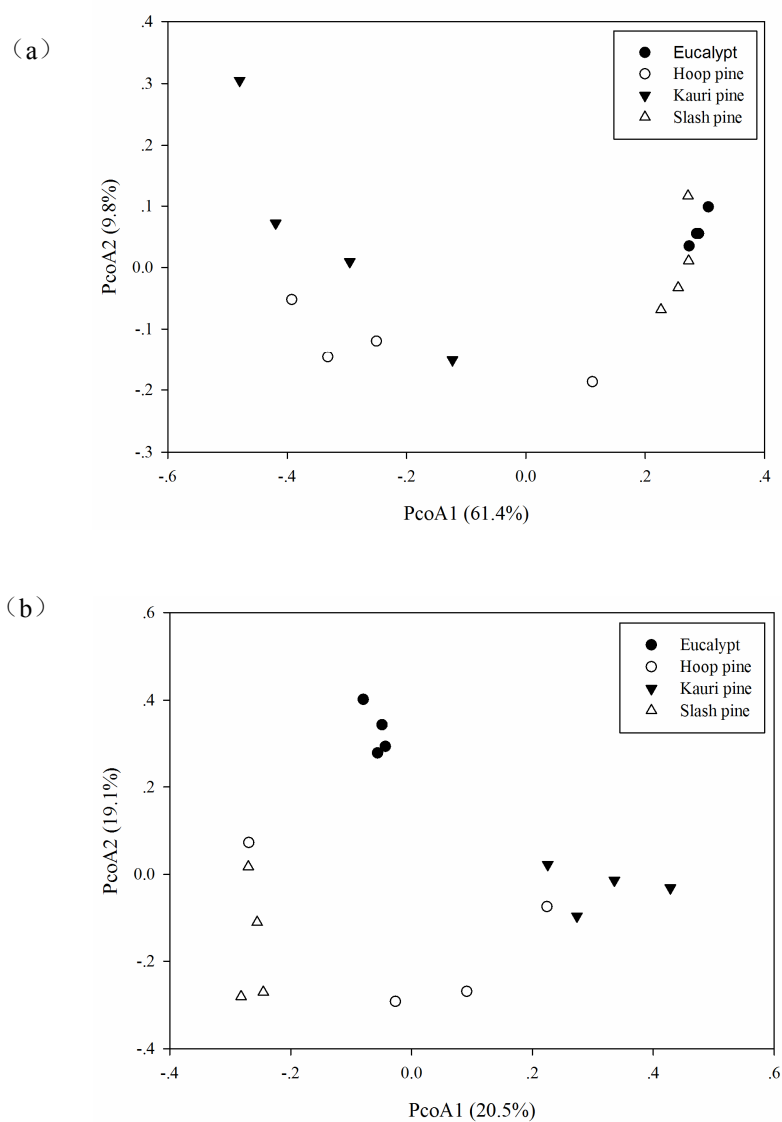 （a）
Eucalypt
Hoop pine
Kauri pine
Slash pine
.4
.3
.2
.1
0.0
-.1
-.2
-.3
PcoA2 (9.8%)
-.6 -.4 -.2 0.0 .2 .4
PcoA1 (61.4%)
（b）
Eucalypt
Hoop pine
Kauri pine
Slash pine
.6
.4
.2
0.0
-.2
-.4
PcoA2 (19.1%)
-.4 -.2 0.0 .2 .4 .6
PcoA1 (20.5%)